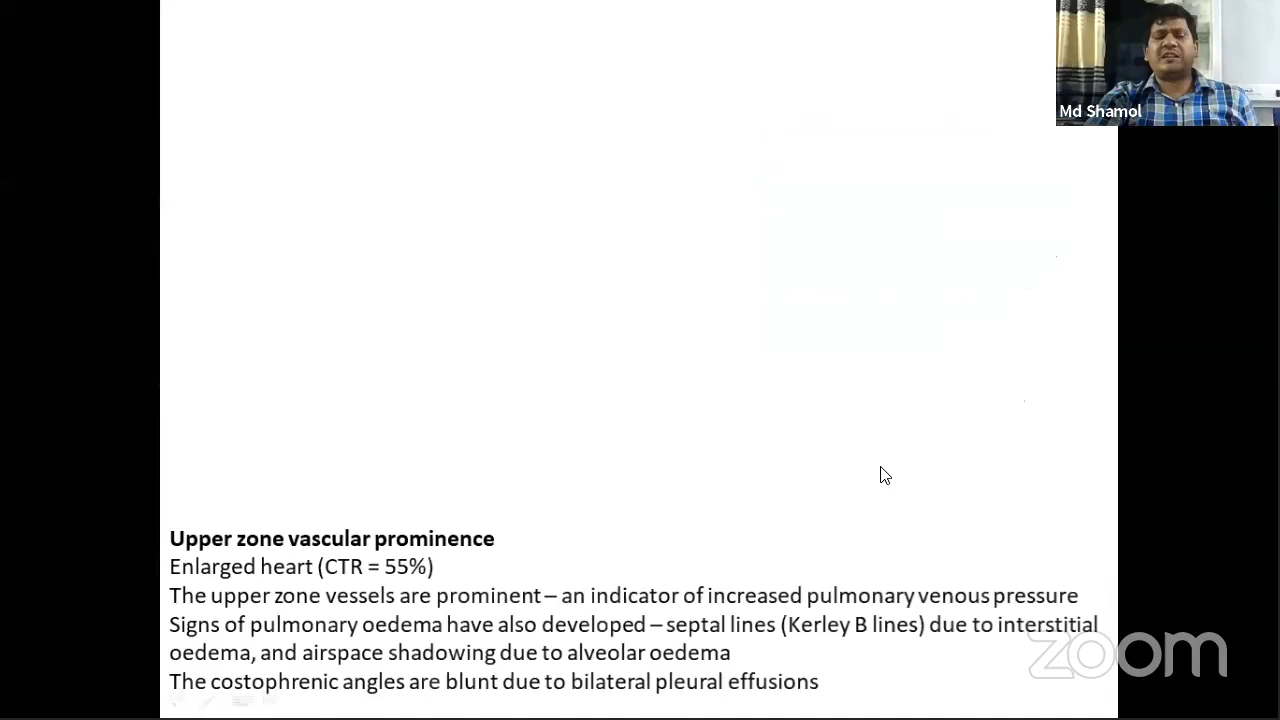 Md Shamol
Upper zone vascular prominence
Enlarged heart (CTR = 55%)
The upper zone vessels are prominent – an indicator of increased pulmonary venous pressure
Signs of pulmonary oedema have also developed – septal lines (Kerley B lines) due to interstitial
oedema, and airspace shadowing due to alveolar oedema
The costophrenic angles are blunt due to bilateral pleural effusions
zoom